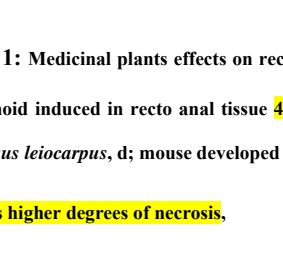 1: Medicinal plants effects on rec
noid induced in recto anal tissue 4
us leiocarpus, d; mouse developed
s higher degrees of necrosis,